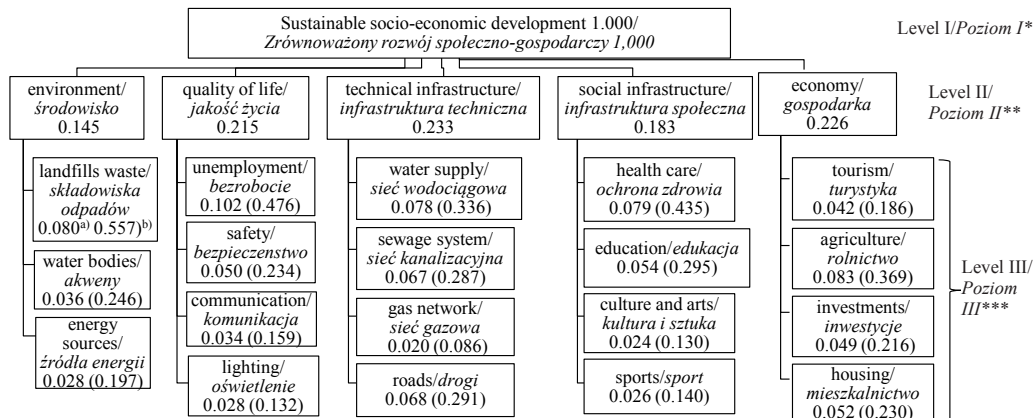 Sustainable socio-economic development 1.000/
Zrównoważony rozwój społeczno-gospodarczy 1,000
Level I/Poziom I*
environment/
środowisko
0.145
quality of life/
jakość życia
0.215
technical infrastructure/
infrastruktura techniczna
0.233
social infrastructure/
infrastruktura społeczna
0.183
economy/
gospodarka
0.226
Level II/
Poziom II**
landfills waste/
składowiska
odpadów
0.080a) 0.557)b)
water bodies/
akweny
0.036 (0.246)
energy
sources/
źródła energii
0.028 (0.197)
unemployment/
bezrobocie
0.102 (0.476)
safety/
bezpieczenstwo
0.050 (0.234)
communication/
komunikacja
0.034 (0.159)
lighting/
oświetlenie
0.028 (0.132)
water supply/
sieć wodociągowa
0.078 (0.336)
sewage system/
sieć kanalizacyjna
0.067 (0.287)
gas network/
sieć gazowa
0.020 (0.086)
roads/drogi
0.068 (0.291)
health care/
ochrona zdrowia
0.079 (0.435)
education/edukacja
0.054 (0.295)
culture and arts/
kultura i sztuka
0.024 (0.130)
sports/sport
0.026 (0.140)
tourism/
turystyka
0.042 (0.186)
agriculture/
rolnictwo
0.083 (0.369)
investments/
inwestycje
0.049 (0.216)
housing/
mieszkalnictwo
0.052 (0.230)
Level III/
Poziom
III***